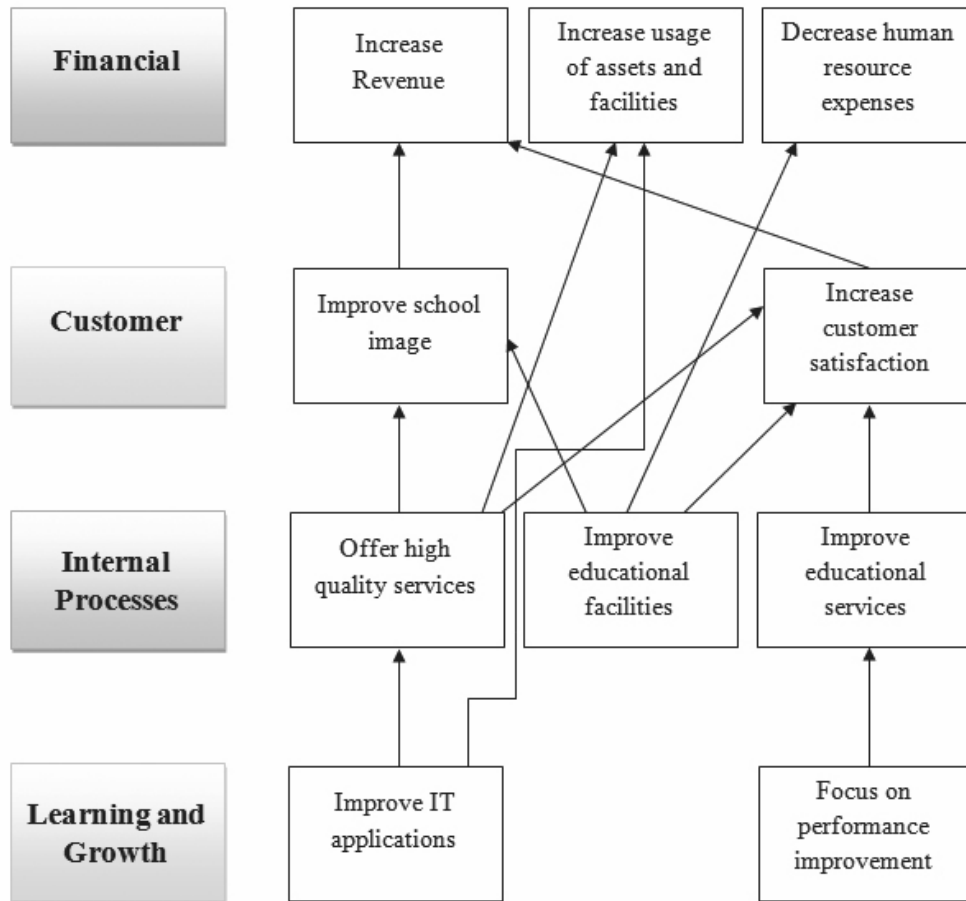 Financial
Increase
Revenue
Increase usage
of assets and
facilities
Decrease human
resource
expenses
Customer
Improve school
image
Increase
customer
satisfaction
Internal
Processes
Offer high
quality services
Improve
educational
facilities
Improve
educational
services
Learning and
Growth
Improve IT
applications
Focus on
performance
improvement